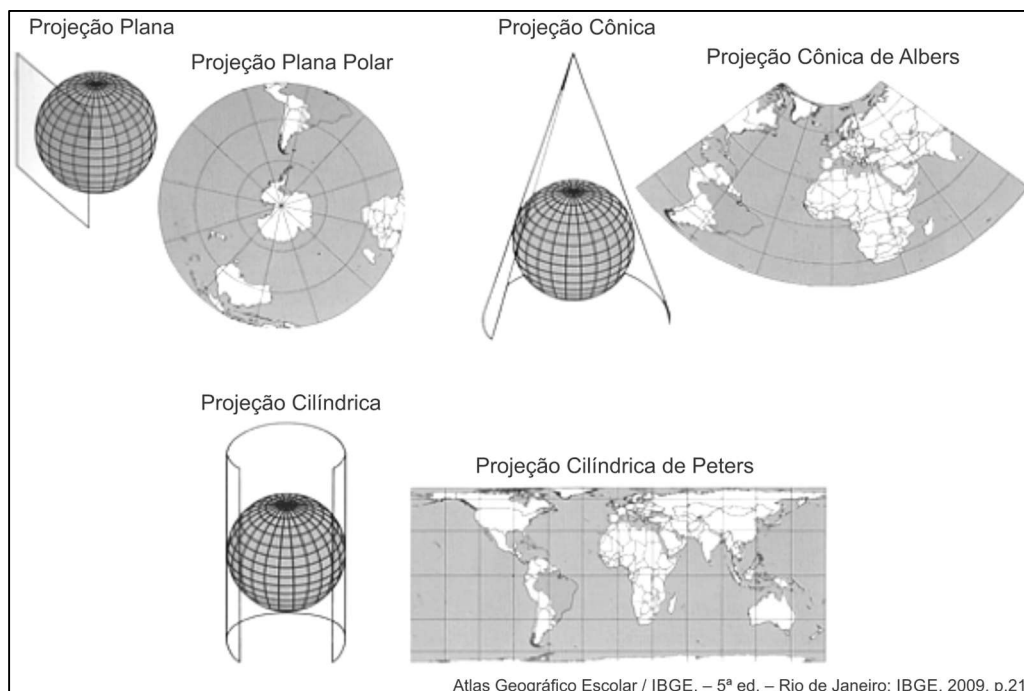 Projeção Plana
Projeção Plana Polar
Projeção Cônica
Projeção Cônica de Albers
Projeção Cilíndrica
Projeção Cilíndrica de Peters
Atlas Geográfico Escolar / IBGE. – 5ª ed. – Rio de Janeiro: IBGE, 2009. p.21